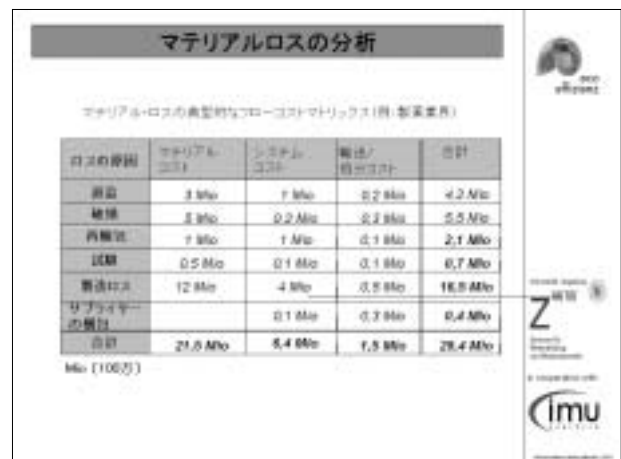 マテリアルロスの分析
eco
efficient
マテリアル・ロスの典型的なフローコストマトリックス(例:製薬業界)
ロスの原因 マテリアルコスト システムコスト 輸送/処分コスト 合計
3 Mio 1 Mio 0,2 Mio 4,2 Mio
破損 5 Mio 0.2 Mio 0,3 Mio 5,5 Mio
再梱包 1 Mio 1 Mio 0,1 Mio 2,1 Mio
試験 0.5 Mio 0.1 Mio 0,1 Mio 0,7 Mio
製造ロス 12 Mio 4 Mio 0,5 Mio 16,5 Mio
サプライヤーの梱包 0.1 Mio 0,3 Mio 0,4 Mio
合計 21,5 Mio 6,4 Mio 1,5 Mio 29,4 Mio
Mio (100万)
Z
imu